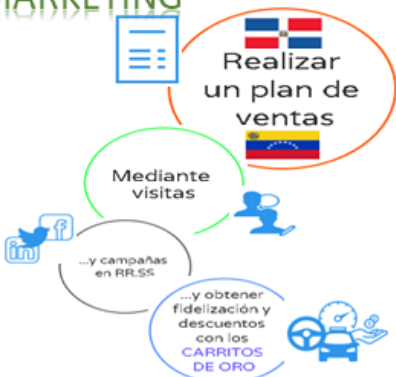 MARKETING
Realizar
un plan de
ventas
Mediante
visitas
...y campañas
en RR.SS
...y obtener
fidelización y
descuentos
con los
CARRITOS
DE ORO